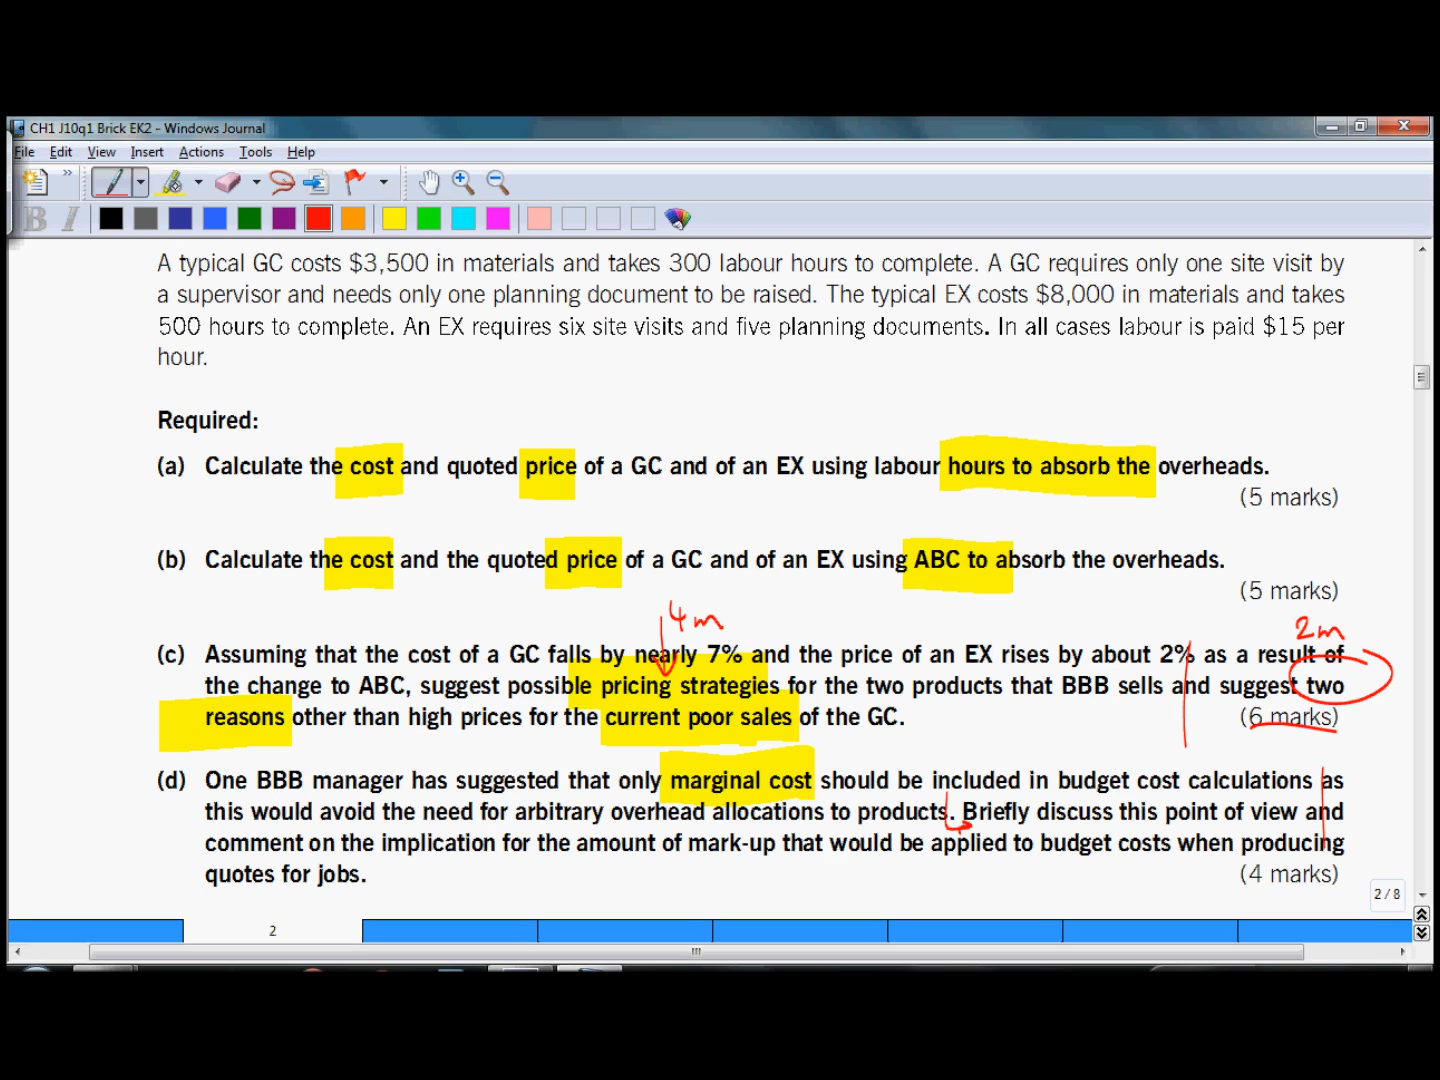 CH1 J10q1 Brick EK2 - Windows Journal
File Edit View Insert Actions Tools Help
B I
A typical GC costs $3,500 in materials and takes 300 labour hours to complete. A GC requires only one site visit by
a supervisor and needs only one planning document to be raised. The typical EX costs $8,000 in materials and takes
500 hours to complete. An EX requires six site visits and five planning documents. In all cases labour is paid $15 per
hour.
Required:
(a) Calculate the cost and quoted price of a GC and of an EX using labour hours to absorb the overheads.
(5 marks)
(b) Calculate the cost and the quoted price of a GC and of an EX using ABC to absorb the overheads.
(5 marks)
4m
2m
(c) Assuming that the cost of a GC falls by nearly 7% and the price of an EX rises by about 2% as a result of
the change to ABC, suggest possible pricing strategies for the two products that BBB sells and suggest two
reasons other than high prices for the current poor sales of the GC. (6 marks)
(d) One BBB manager has suggested that only marginal cost should be included in budget cost calculations as
this would avoid the need for arbitrary overhead allocations to products. Briefly discuss this point of view and
comment on the implication for the amount of mark-up that would be applied to budget costs when producing
quotes for jobs. (4 marks)
2 / 8
2